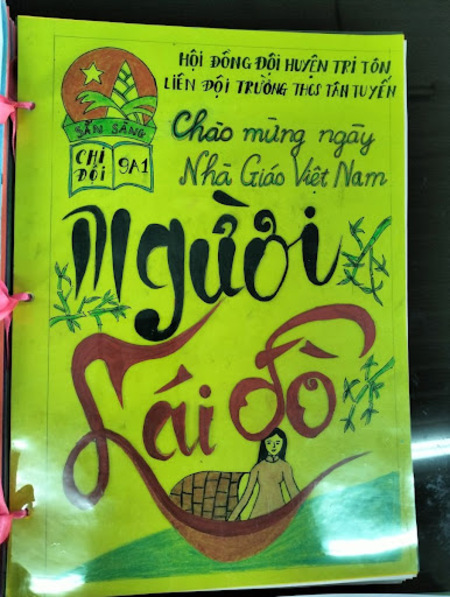 HỘI ĐỒNG ĐỘI HUYỆN TRI TÔN
LIÊN ĐỘI TRƯỜNG THCS TÂN TUYẾN
SẴN SÀNG
CHI ĐỘI
9A1
Chào mừng ngày
Nhà Giáo Việt Nam
Người
Lái đò